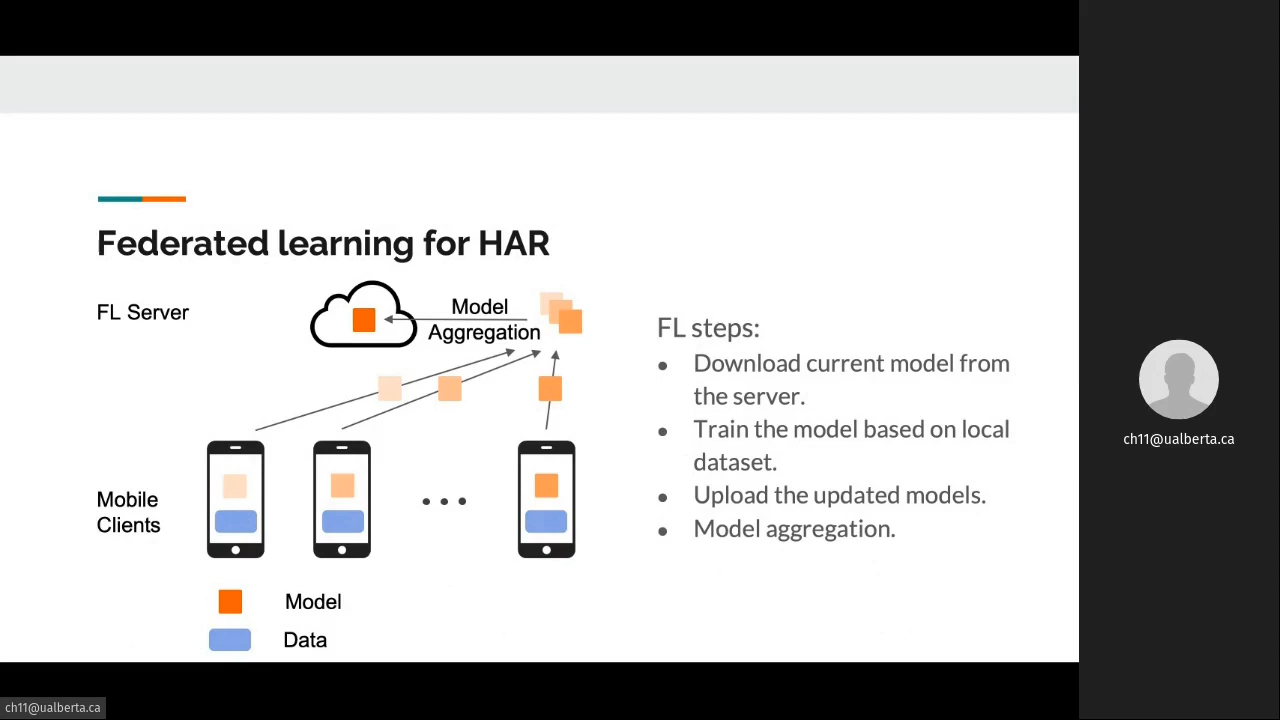 Federated learning for HAR
FL Server
Model
Aggregation
Mobile
Clients
Model
Data
FL steps:
● Download current model from
the server.
● Train the model based on local
dataset.
● Upload the updated models.
● Model aggregation.
ch11@ualberta.ca
ch11@ualberta.ca